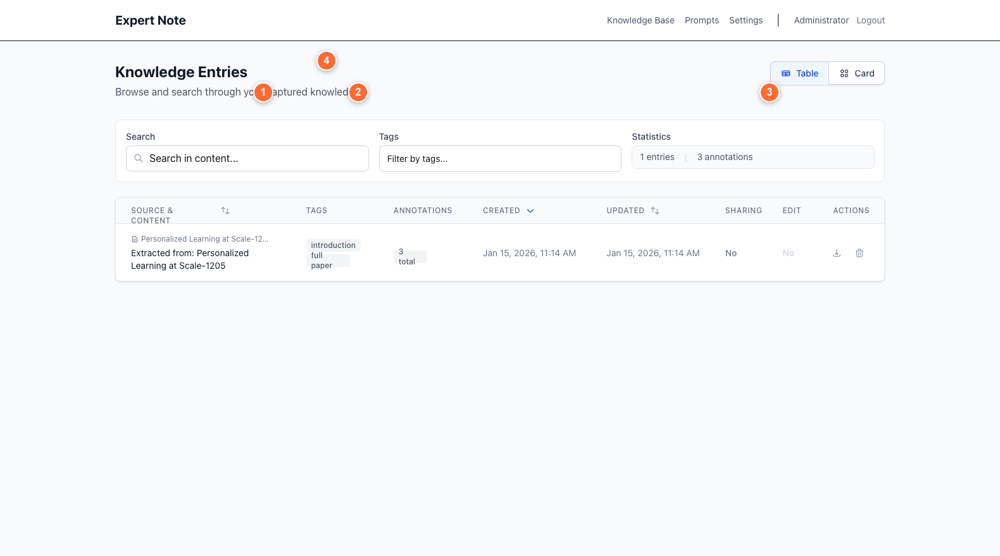 Expert Note
Knowledge Base
Prompts
Settings
Administrator
Logout
4
Knowledge Entries
Table
Card
Browse and search through yo 1 aptured knowled 2
3
Search
Tags
Statistics
Search in content...
Filter by tags...
1 entries
3 annotations
SOURCE &
CONTENT
TAGS
ANNOTATIONS
CREATED
UPDATED
SHARING
EDIT
ACTIONS
Personalized Learning at Scale-12...
Extracted from: Personalized
Learning at Scale-1205
introduction
full
paper
3
total
Jan 15, 2026, 11:14 AM
Jan 15, 2026, 11:14 AM
No
No